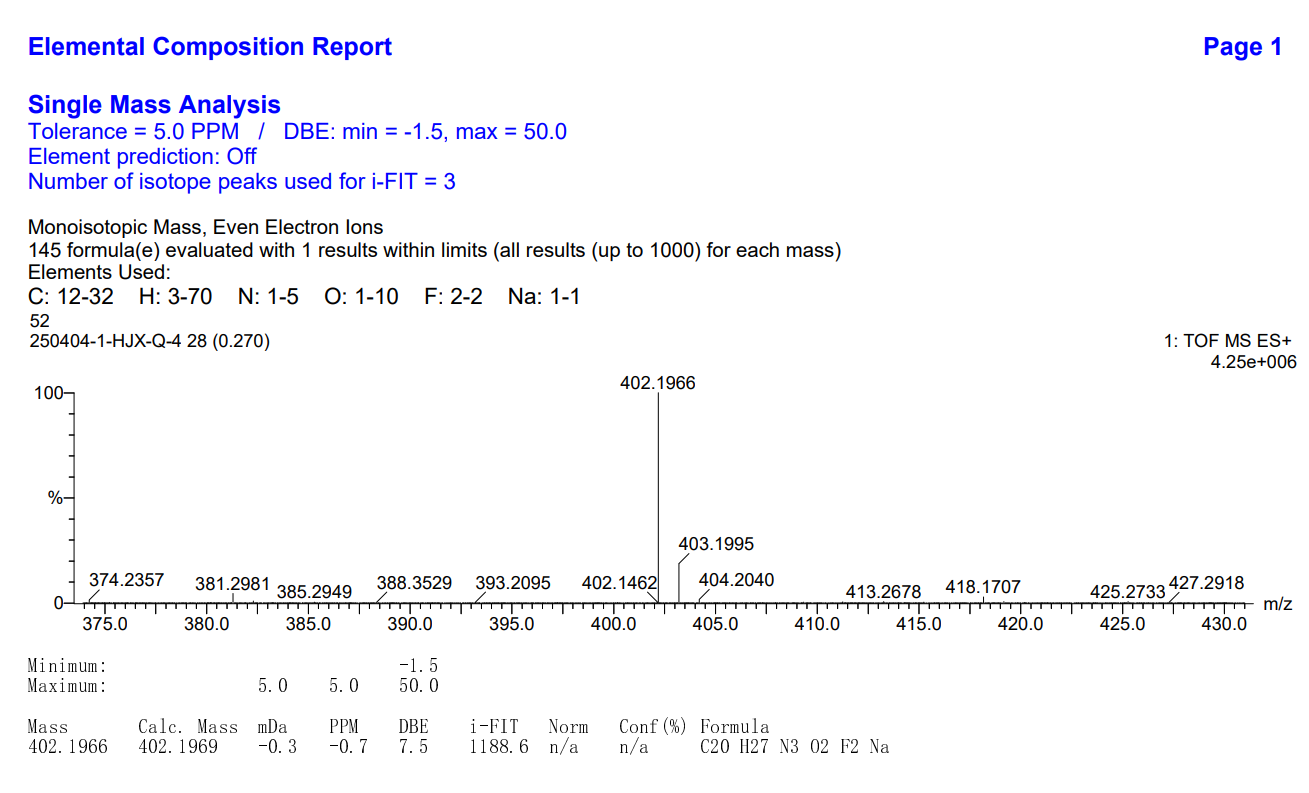 Elemental Composition Report Page 1
Single Mass Analysis
Tolerance = 5.0 PPM / DBE: min = -1.5, max = 50.0
Element prediction: Off
Number of isotope peaks used for i-FIT = 3
Monoisotopic Mass, Even Electron Ions
145 formula(e) evaluated with 1 results within limits (all results (up to 1000) for each mass)
Elements Used:
C: 12-32 H: 3-70 N: 1-5 O: 1-10 F: 2-2 Na: 1-1
52
250404-1-HJX-Q-4 28 (0.270) 1: TOF MS ES+
4.25e+006
402.1966
100
%
403.1995
374.2357 381.2981 385.2949 388.3529 393.2095 402.1462 404.2040 413.2678 418.1707 425.2733 427.2918
0 m/z
375.0 380.0 385.0 390.0 395.0 400.0 405.0 410.0 415.0 420.0 425.0 430.0
Minimum: -1.5
Maximum: 5.0 5.0 50.0
Mass Calc. Mass mDa PPM DBE i-FIT Norm Conf(%) Formula
402.1966 402.1969 -0.3 -0.7 7.5 1188.6 n/a n/a C20 H27 N3 O2 F2 Na